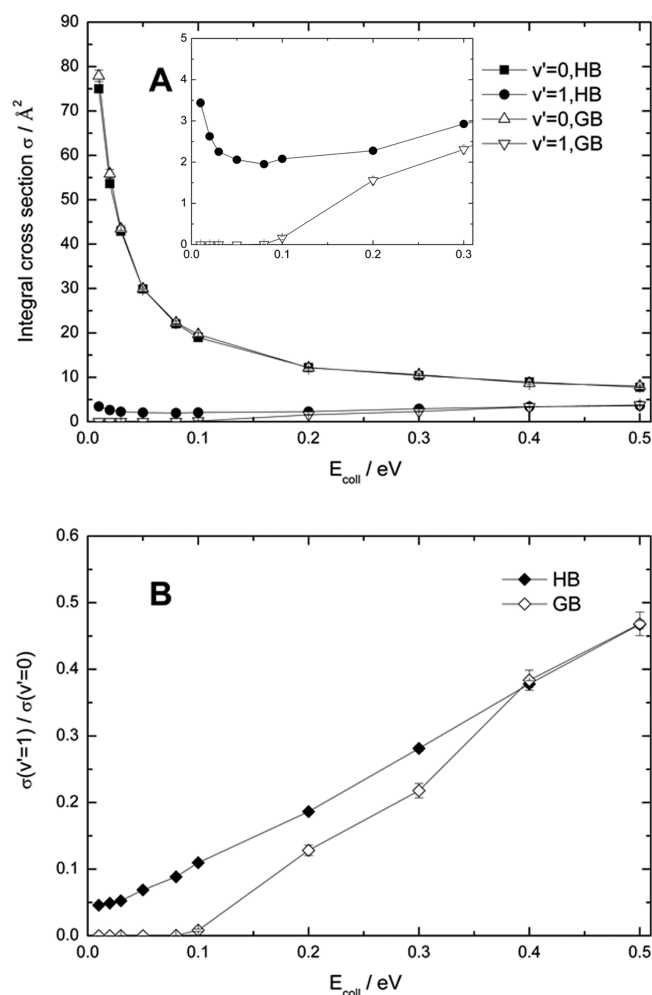 90
80
70
60
50
40
30
20
10
0
Integral cross section σ / Å²
A
5
4
3
2
1
0
0.0 0.1 0.2 0.3
v'=0,HB
v'=1,HB
v'=0,GB
v'=1,GB
0.0 0.1 0.2 0.3 0.4 0.5
E_coll / eV
0.6
0.5
0.4
0.3
0.2
0.1
0.0
σ(v'=1) / σ(v'=0)
B
HB
GB
0.0 0.1 0.2 0.3 0.4 0.5
E_coll / eV